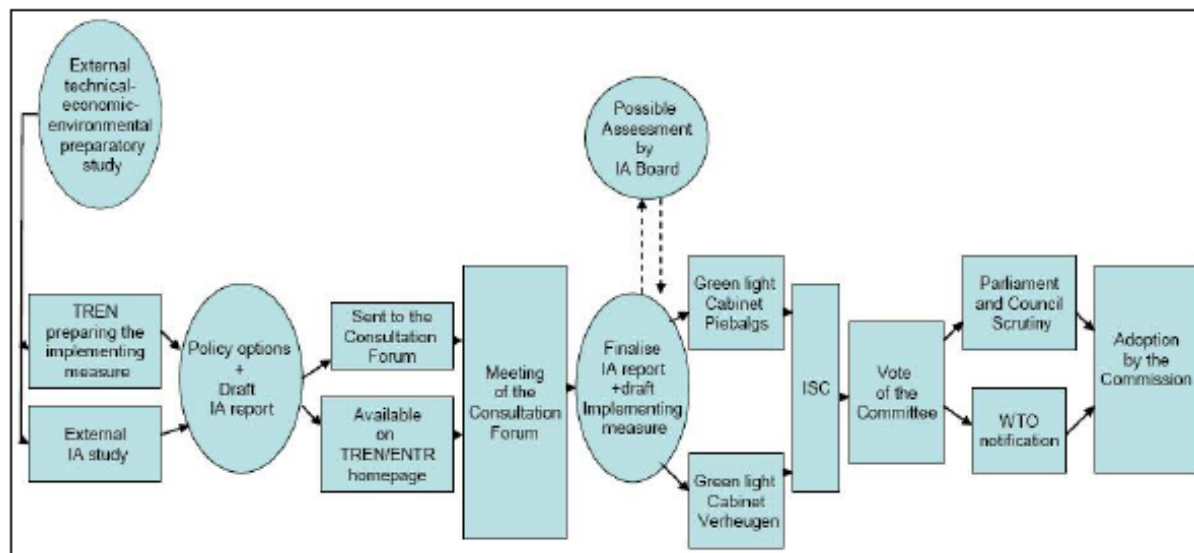 External
technical-
economic-
environmental
preparatory
study
TREN
preparing the
implementing
measure
External
IA study
Policy options
+
Draft
IA report
Sent to the
Consultation
Forum
Available
on
TREN/ENTR
homepage
Meeting
of the
Consultation
Forum
Possible
Assessment
by
IA Board
Finalise
IA report
+draft
Implementing
measure
Green light
Cabinet
Piebalgs
Green light
Cabinet
Verheugen
ISC
Vote
of the
Committee
Parliament
and Council
Scrutiny
WTO
notification
Adoption
by the
Commission